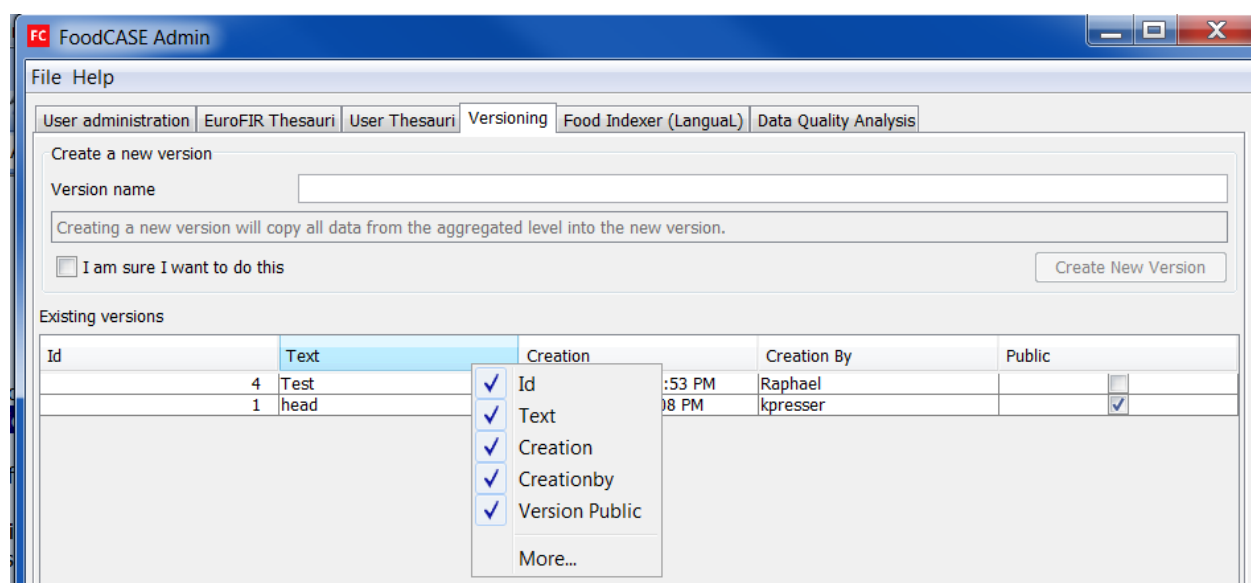 FC FoodCASE Admin
File Help
User administration EuroFIR Thesauri User Thesauri Versioning Food Indexer (LanguaL) Data Quality Analysis
Create a new version
Version name
Creating a new version will copy all data from the aggregated level into the new version.
I am sure I want to do this Create New Version
Existing versions
Id Text Creation Creation By Public
4 Test :53 PM Raphael
1 head 08 PM kpresser
Id
Text
Creation
Creationby
Version Public
More...